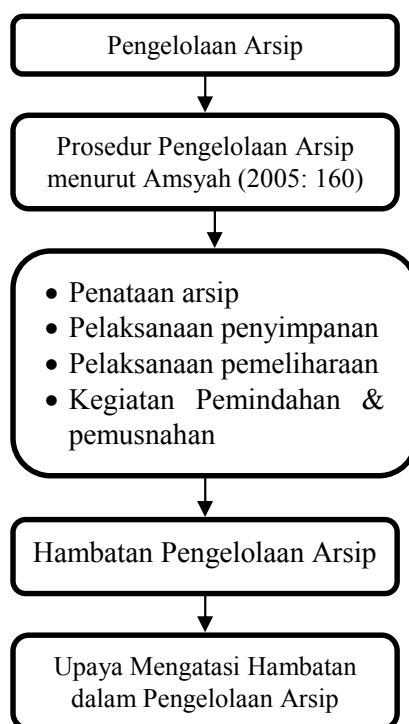 Pengelolaan Arsip
Prosedur Pengelolaan Arsip
menurut Amsyah (2005: 160)
• Penataan arsip
• Pelaksanaan penyimpanan
• Pelaksanaan pemeliharaan
• Kegiatan Pemindahan &
pemusnahan
Hambatan Pengelolaan Arsip
Upaya Mengatasi Hambatan
dalam Pengelolaan Arsip